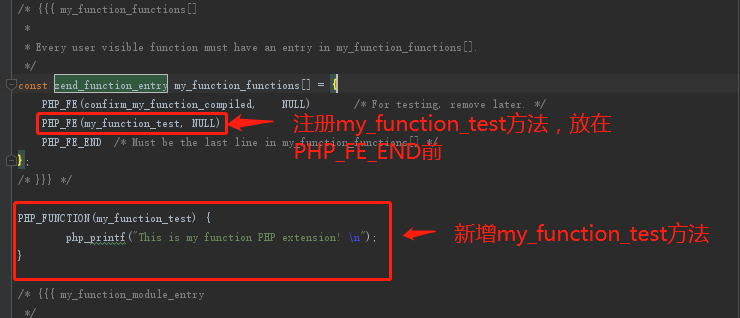 /* {{{ my_function_functions[]
*
* Every user visible function must have an entry in my_function_functions[].
*/
const zend_function_entry my_function_functions[] = {
PHP_FE(confirm_my_function_compiled, NULL) /* For testing, remove later. */
PHP_FE(my_function_test, NULL)
注册my_function_test方法，放在
PHP_FE_END /* Must be the last line in my_function_functions[] */
PHP_FE_END前
};
/* }}} */
PHP_FUNCTION(my_function_test) {
php_printf("This is my function PHP extension! \n");
新增my_function_test方法
}
/* {{{ my_function_module_entry
*/